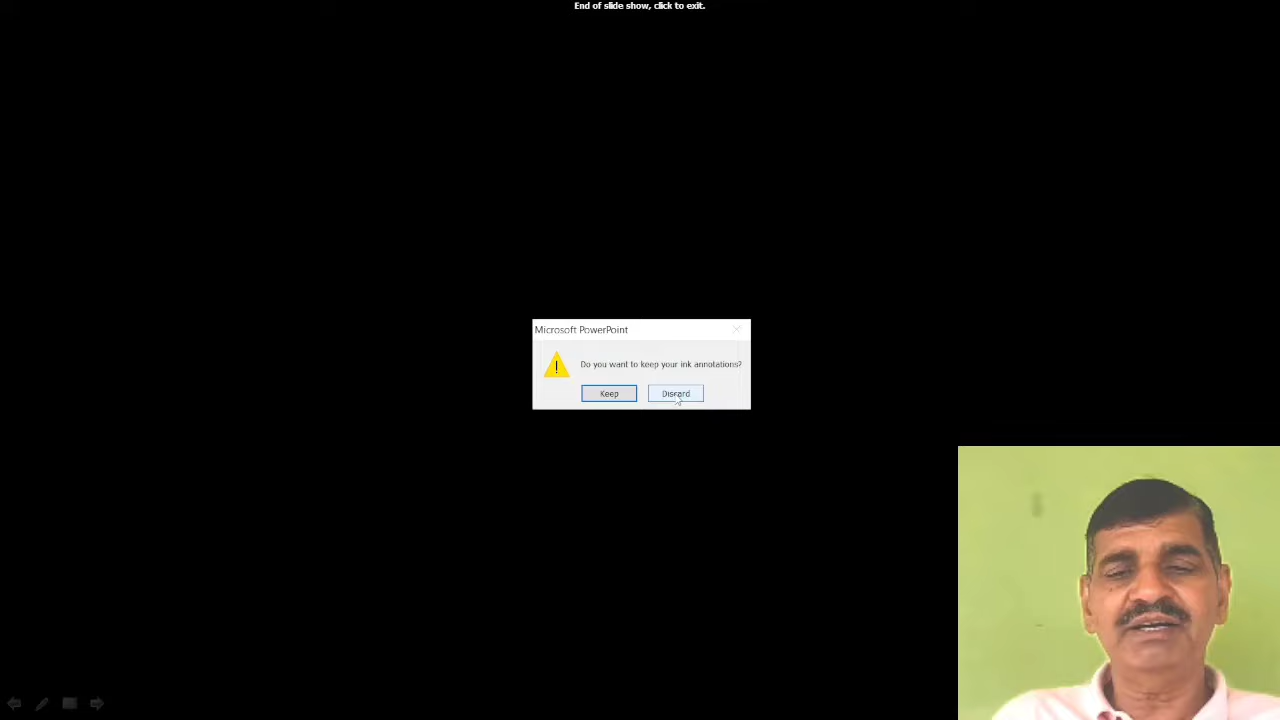 End of slide show, click to exit.
Microsoft PowerPoint
Do you want to keep your ink annotations?
Keep
Discard